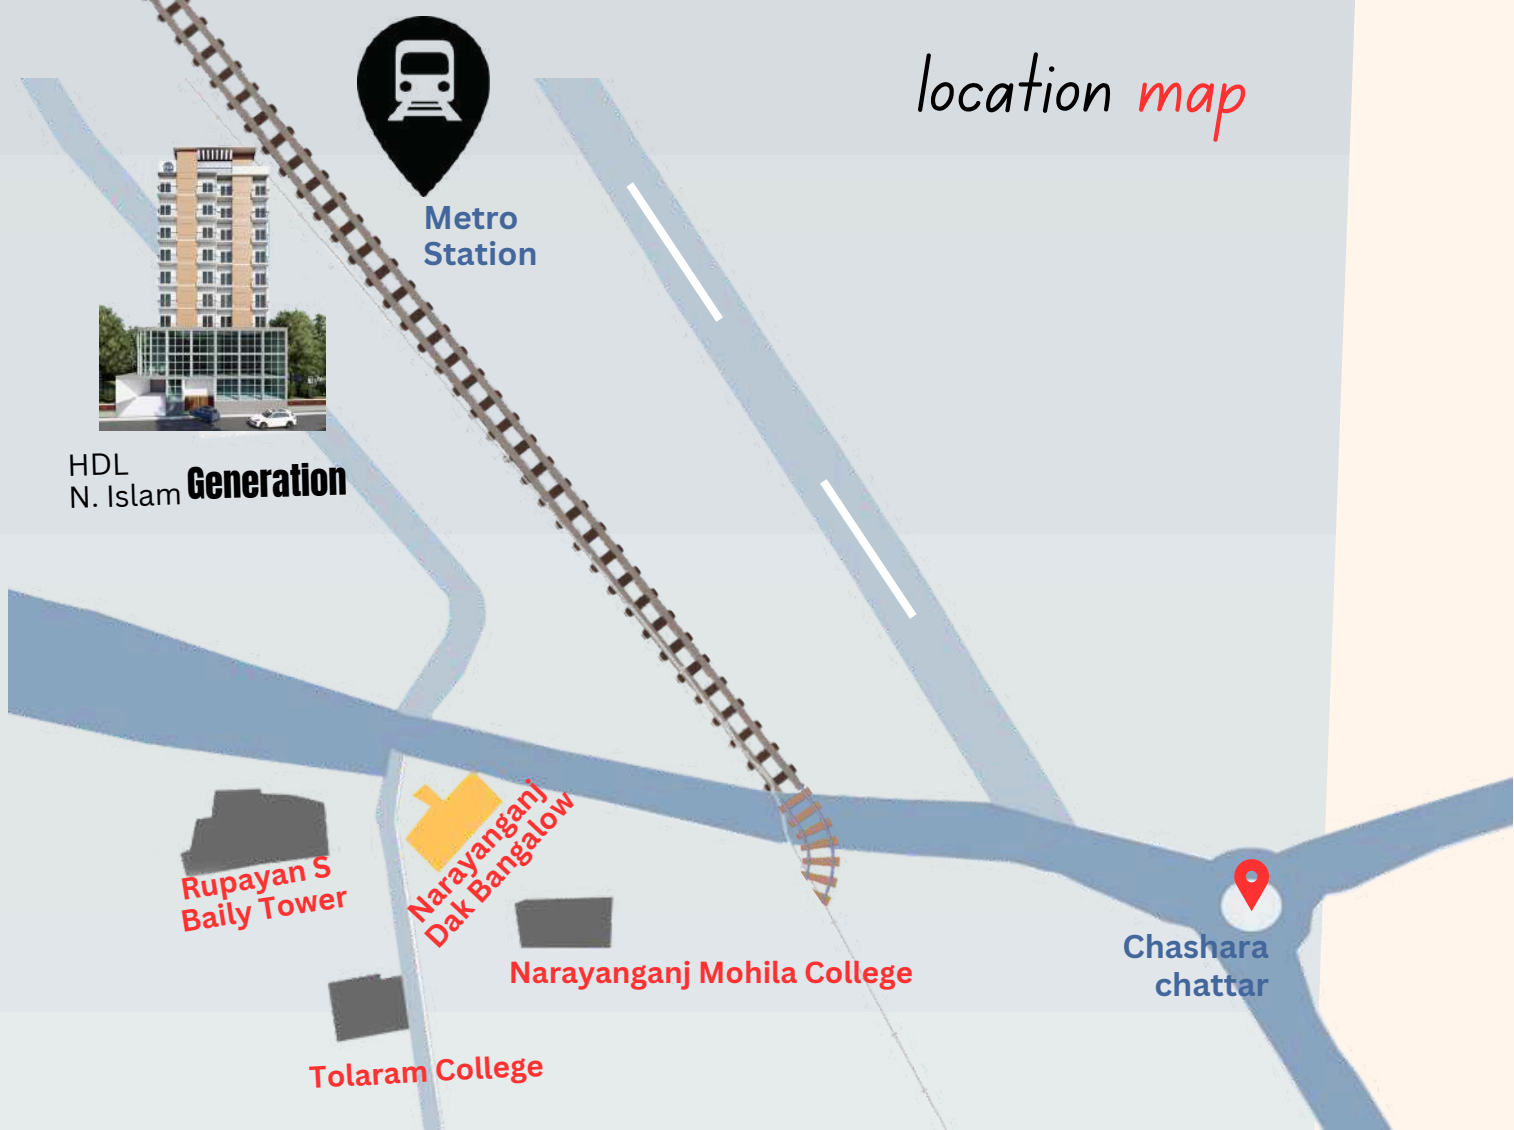 location map
Metro
Station
HDL
N. Islam Generation
Narayanganj
Dak Bangalow
Rupayan S
Baily Tower
Narayanganj Mohila College
Chashara
chattar
Tolaram College